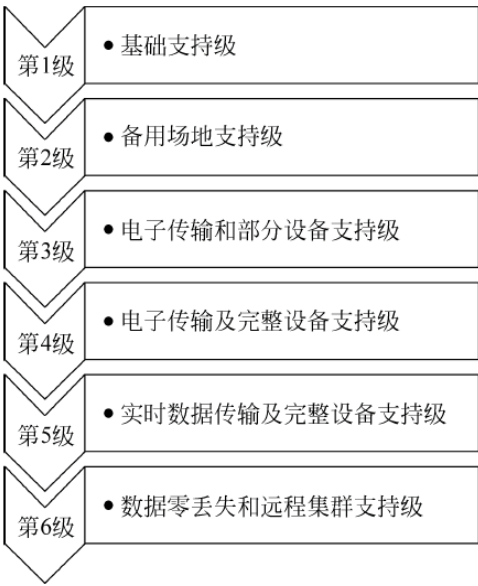 第1级
• 基础支持级
第2级
• 备用场地支持级
第3级
• 电子传输和部分设备支持级
第4级
• 电子传输及完整设备支持级
第5级
• 实时数据传输及完整设备支持级
第6级
• 数据零丢失和远程集群支持级